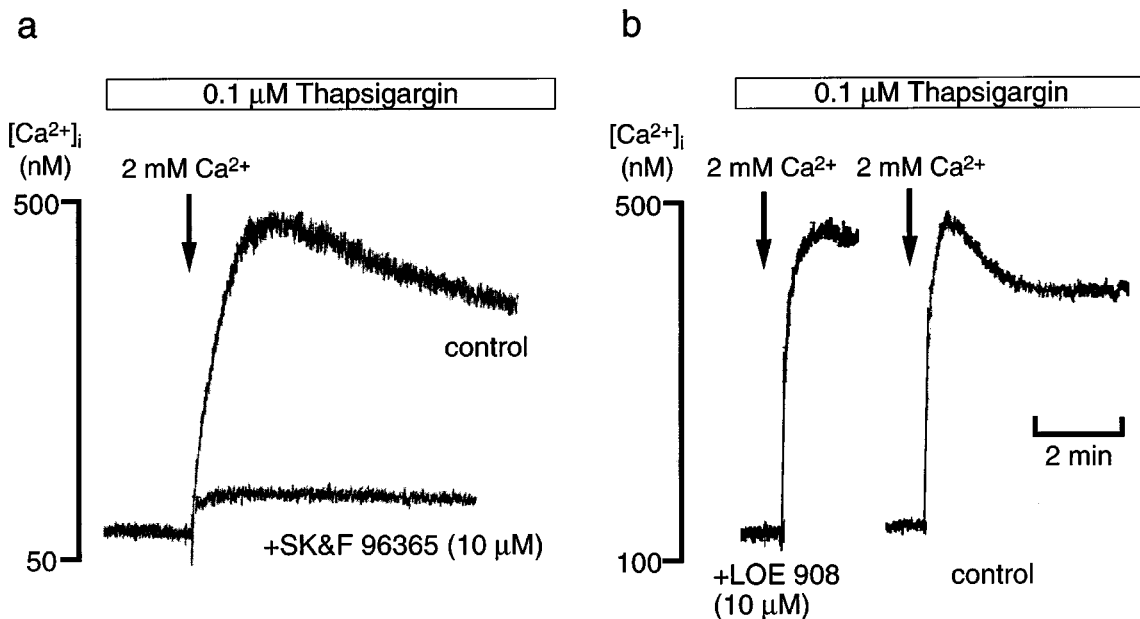 a
0.1 μM Thapsigargin
[Ca²⁺]i
(nM)
2 mM Ca²⁺
500
control
+SK&F 96365 (10 μM)
50
b
0.1 μM Thapsigargin
[Ca²⁺]i
(nM)
2 mM Ca²⁺ 2 mM Ca²⁺
500
2 min
100
+LOE 908
(10 μM)
control